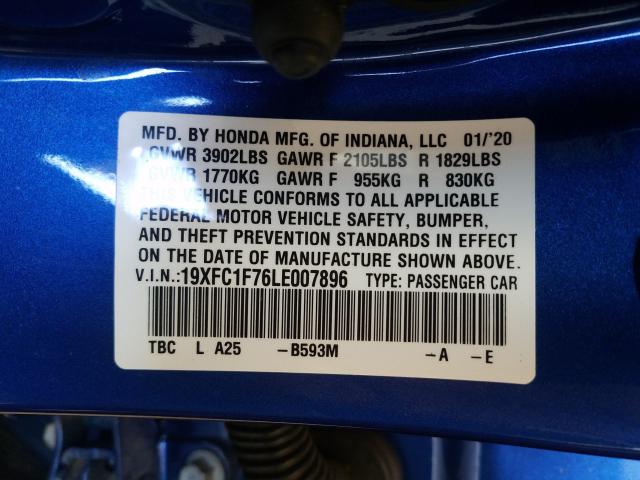 MFD. BY HONDA MFG. OF INDIANA, LLC 01/'20
GVWR 3902LBS GAWR F 2105LBS R 1829LBS
GVWR 1770KG GAWR F 955KG R 830KG
THIS VEHICLE CONFORMS TO ALL APPLICABLE
FEDERAL MOTOR VEHICLE SAFETY, BUMPER,
AND THEFT PREVENTION STANDARDS IN EFFECT
ON THE DATE OF MANUFACTURE SHOWN ABOVE.
V.I.N.:19XFC1F76LE007896 TYPE: PASSENGER CAR
TBC L A25 -B593M -A -E